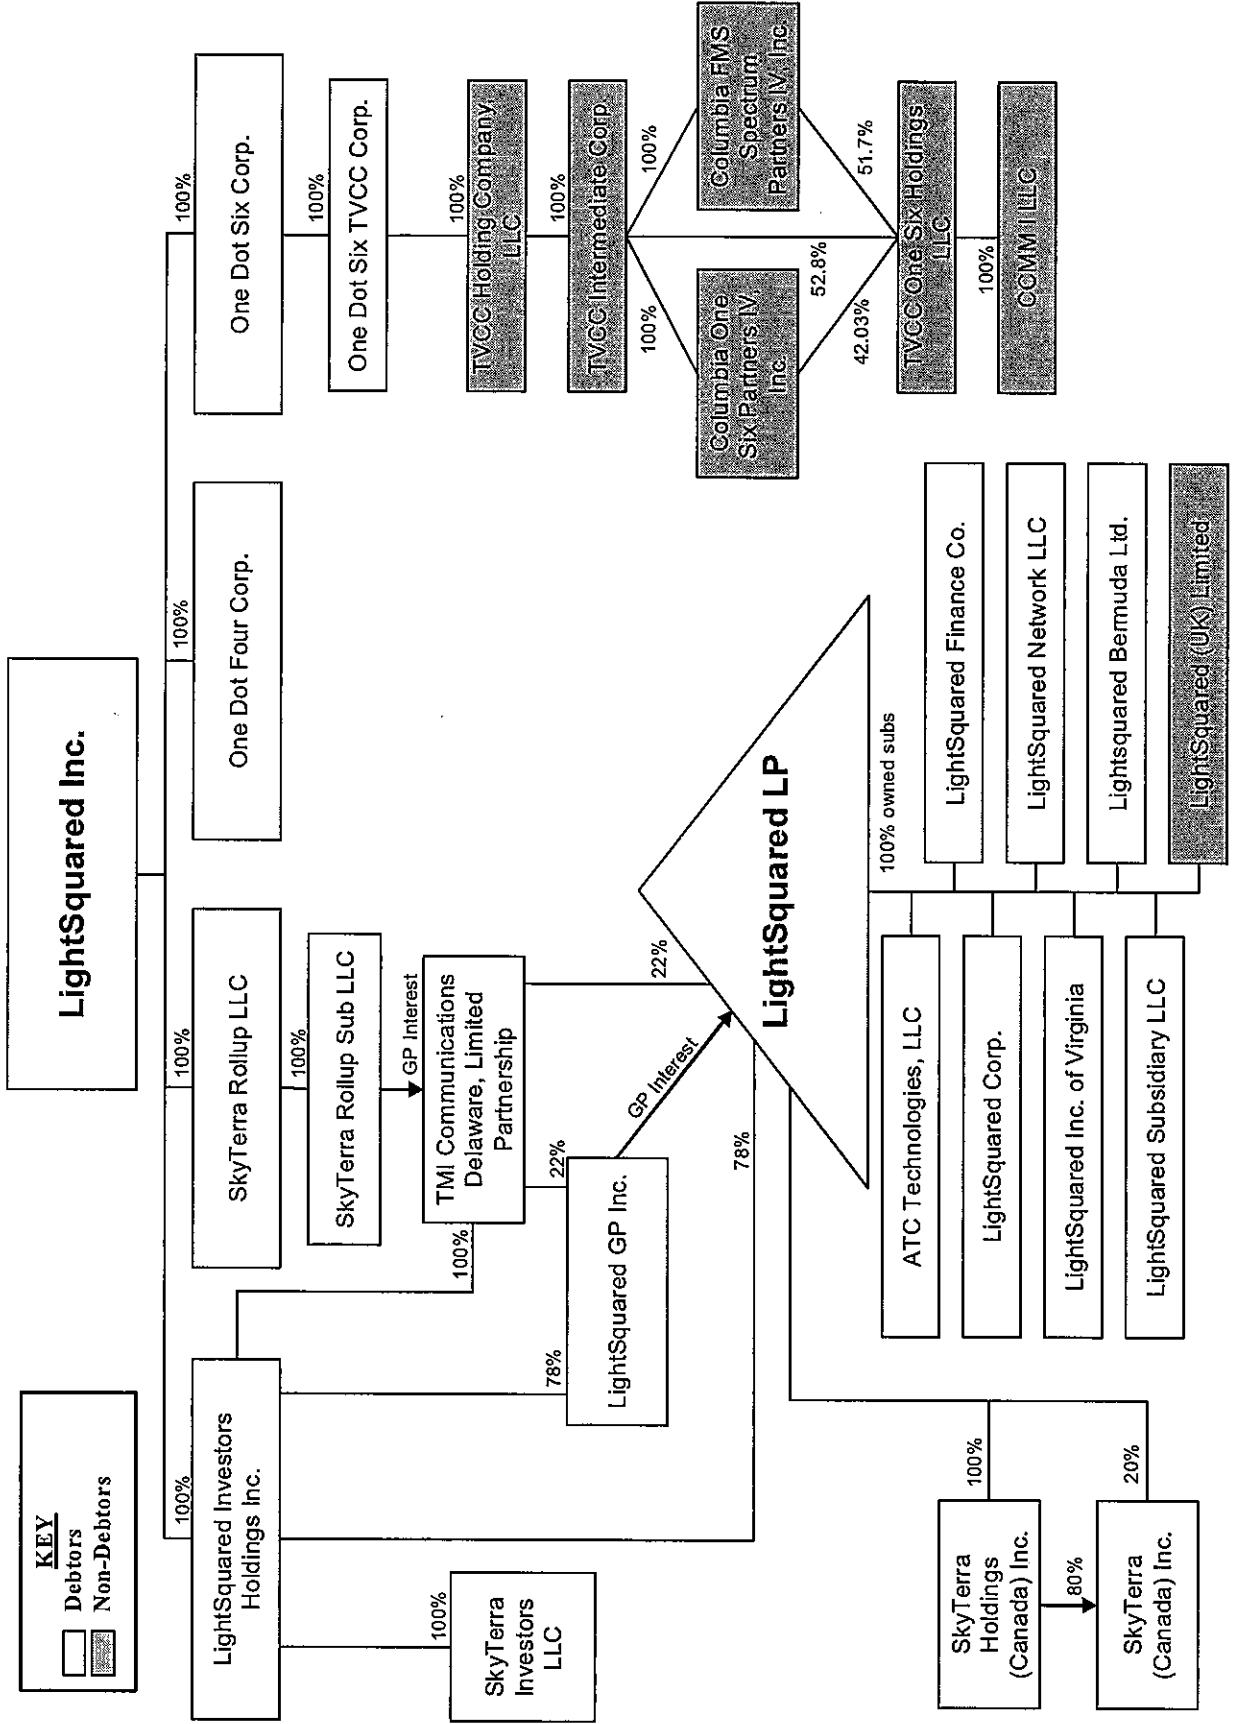 KEY
Debtors
Non-Debtors
LightSquared Inc.
100%
100%
100%
100%
LightSquared Investors
Holdings Inc.
SkyTerra Rollup LLC
One Dot Four Corp.
One Dot Six Corp.
100%
100%
SkyTerra Rollup Sub LLC
One Dot Six TVCC Corp.
GP Interest
100%
100%
SkyTerra
Investors
LLC
TMI Communications
Delaware, Limited
Partnership
TVCC Holding Company,
LLC
78%
22%
22%
100%
LightSquared GP Inc.
TVCC Intermediate Corp.
GP Interest
100%
100%
78%
Columbia One
Six Partners IV,
Inc.
Columbia FMS
Spectrum
Partners IV, Inc.
LightSquared LP
42.03%
52.8%
51.7%
100% owned subs
TVCC One Six Holdings
LLC
100%
COMM I LLC
100%
20%
SkyTerra
Holdings
(Canada) Inc.
80%
SkyTerra
(Canada) Inc.
ATC Technologies, LLC
LightSquared Finance Co.
LightSquared Corp.
LightSquared Network LLC
LightSquared Inc. of Virginia
Lightsquared Bermuda Ltd.
LightSquared Subsidiary LLC
LightSquared (UK) Limited
100%